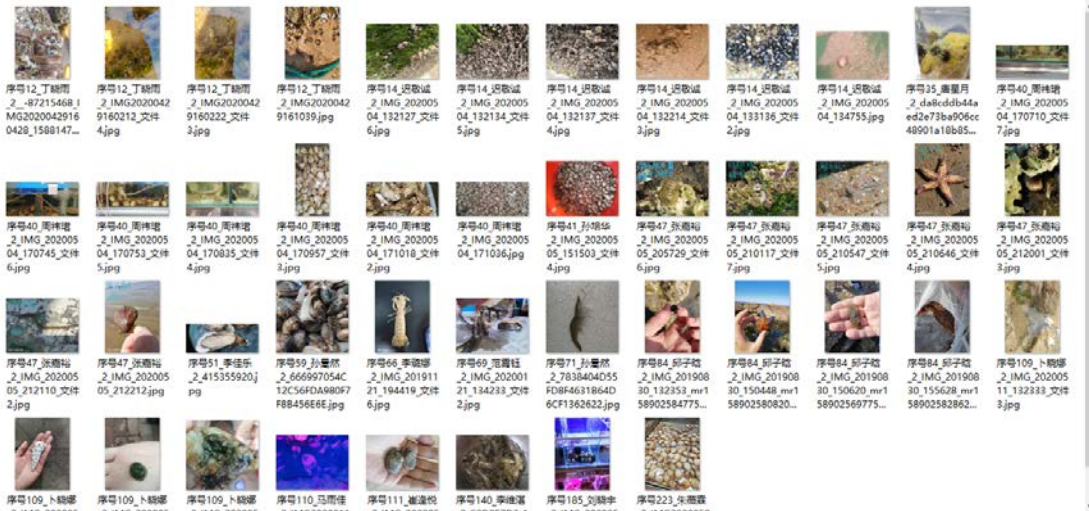 序号12_丁晓雨
_2_-87215468_I
MG2020042916
0428_1588147...
序号12_丁晓雨
_2_IMG2020042
9160212_文件
2.jpg
序号12_丁晓雨
_2_IMG2020042
9160222_文件
3.jpg
序号12_丁晓雨
_2_IMG2020042
9161039.jpg
序号14_迟敬诚
_2_IMG_202005
04_132127_文件
6.jpg
序号14_迟敬诚
_2_IMG_202005
04_132134_文件
5.jpg
序号14_迟敬诚
_2_IMG_202005
04_132137_文件
4.jpg
序号14_迟敬诚
_2_IMG_202005
04_132214_文件
3.jpg
序号14_迟敬诚
_2_IMG_202005
04_133136_文件
2.jpg
序号14_迟敬诚
_2_IMG_202005
04_134755.jpg
序号35_唐星月
_2_da8cddb44a
ed2e73ba906cc
48901a18b85...
序号40_周祎珺
_2_IMG_202005
04_170710_文件
7.jpg
序号40_周祎珺
_2_IMG_202005
04_170745_文件
6.jpg
序号40_周祎珺
_2_IMG_202005
04_170753_文件
5.jpg
序号40_周祎珺
_2_IMG_202005
04_170835_文件
4.jpg
序号40_周祎珺
_2_IMG_202005
04_170957_文件
3.jpg
序号40_周祎珺
_2_IMG_202005
04_171018_文件
2.jpg
序号40_周祎珺
_2_IMG_202005
04_171036.jpg
序号41_孙旭华
_2_IMG_202005
05_151503_文件
4.jpg
序号47_张嘉裕
_2_IMG_202005
05_205729_文件
6.jpg
序号47_张嘉裕
_2_IMG_202005
05_210117_文件
7.jpg
序号47_张嘉裕
_2_IMG_202005
05_210547_文件
5.jpg
序号47_张嘉裕
_2_IMG_202005
05_210646_文件
4.jpg
序号47_张嘉裕
_2_IMG_202005
05_212001_文件
3.jpg
序号47_张嘉裕
_2_IMG_202005
05_212110_文件
2.jpg
序号47_张嘉裕
_2_IMG_202005
05_212212.jpg
序号51_李佳乐
_2_415355920.j
pg
序号59_孙曼然
_2_666997054C
12C56FDA980F7
F8B456E6E.jpg
序号66_李璐娜
_2_IMG_201911
21_194419_文件
6.jpg
序号69_范霄钰
_2_IMG_202001
21_134233_文件
2.jpg
序号71_孙曼然
_2_7838404D55
FD8F4631864D
6CF1362622.jpg
序号84_邱子晗
_2_IMG_201908
30_132353_mr1
58902584775...
序号84_邱子晗
_2_IMG_201908
30_150448_mr1
58902580820...
序号84_邱子晗
_2_IMG_201908
30_150620_mr1
58902569775...
序号84_邱子晗
_2_IMG_201908
30_155628_mr1
58902582862...
序号109_卜晓娜
_2_IMG_202005
11_132333_文件
3.jpg
序号109_卜晓娜
序号109_卜晓娜
序号109_卜晓娜
序号110_马雨佳
序号111_崔滢悦
序号140_李维湛
序号185_刘晓宇
序号223_朱薇霖